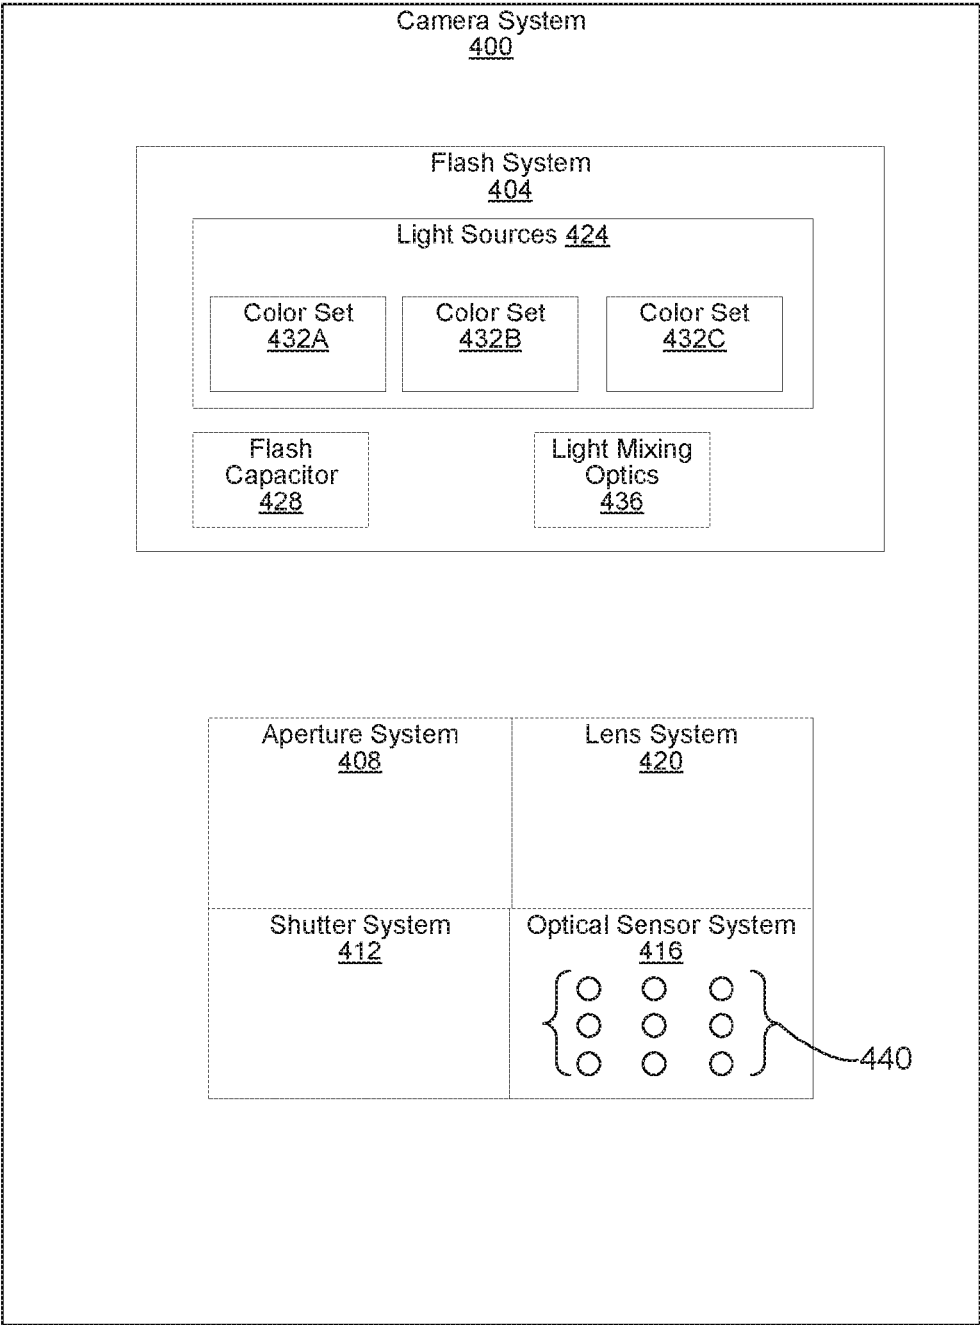 Camera System
400
Flash System
404
Light Sources 424
Color Set
432A
Color Set
432B
Color Set
432C
Flash
Capacitor
428
Light Mixing
Optics
436
Aperture System
408
Lens System
420
Shutter System
412
Optical Sensor System
416
440